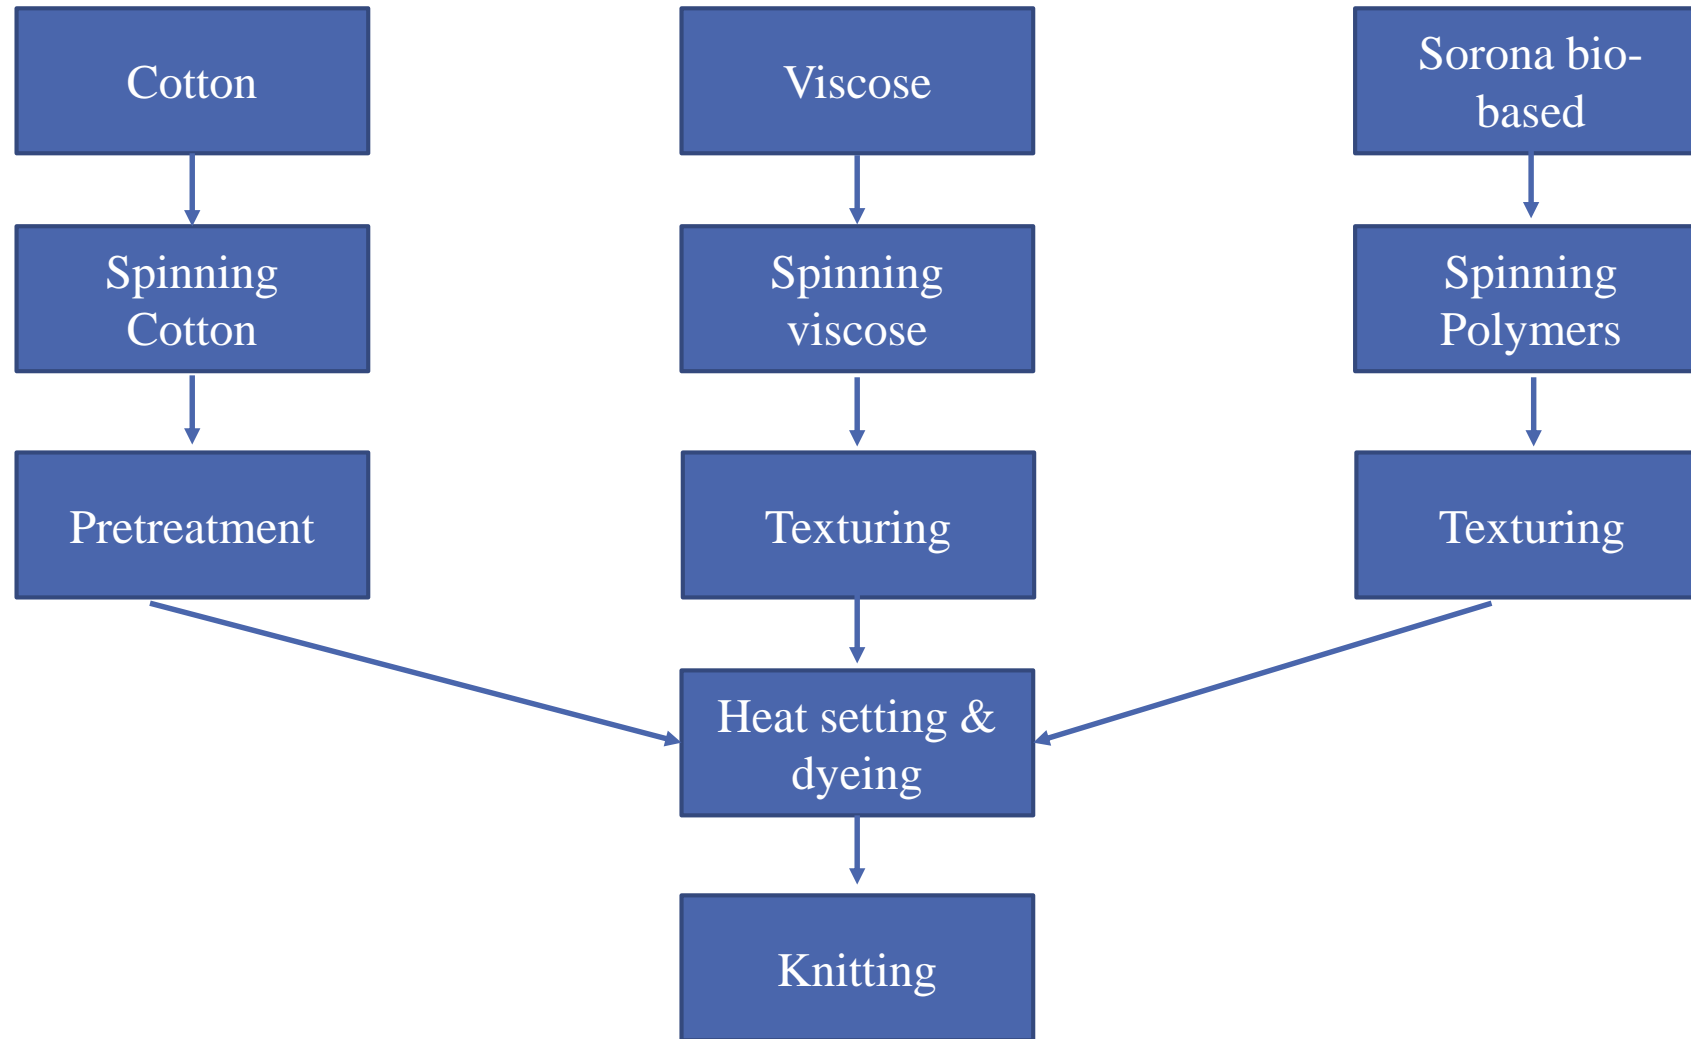 Cotton
Viscose
Sorona bio-
based
Spinning
Cotton
Spinning
viscose
Spinning
Polymers
Pretreatment
Texturing
Texturing
Heat setting &
dyeing
Knitting